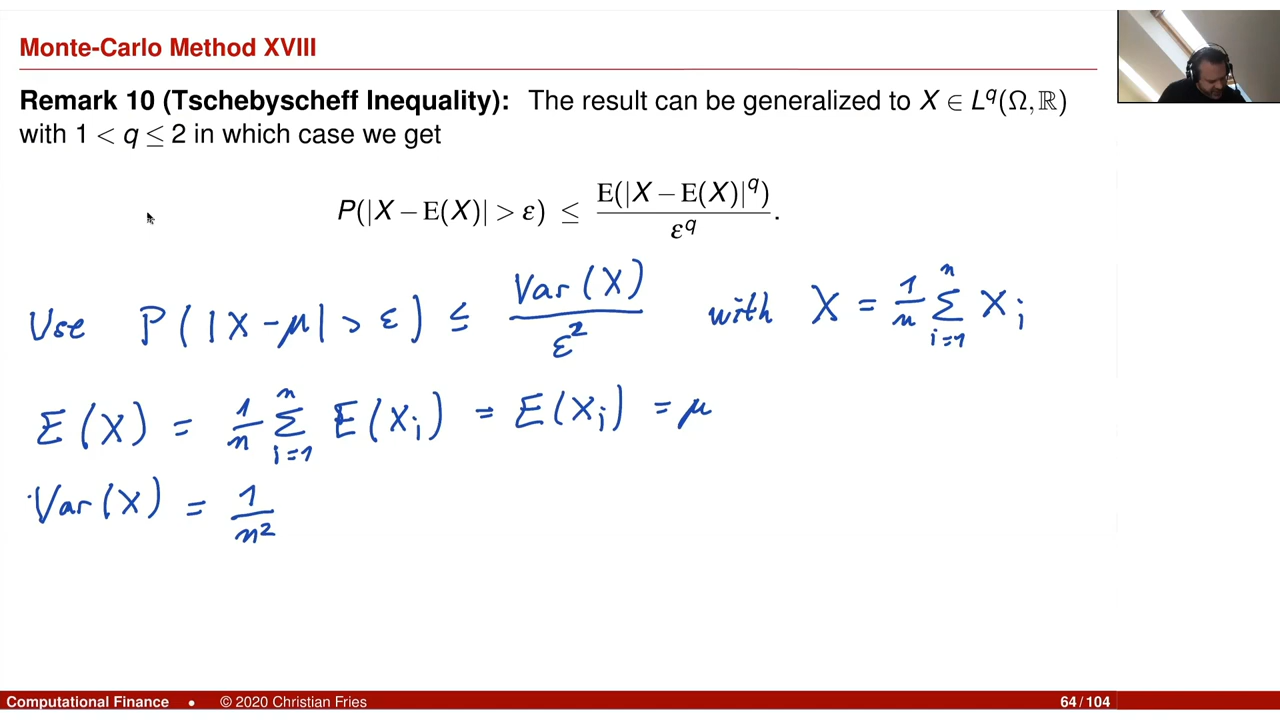 Monte-Carlo Method XVIII
Remark 10 (Tschebyscheff Inequality): The result can be generalized to X ∈ L^q(Ω,ℝ)
with 1 < q ≤ 2 in which case we get
P(|X − E(X)| > ε) ≤ E(|X − E(X)|^q) / ε^q.
Use P(|X − μ| > ε) ≤ Var(X) / ε² with X = 1/n ∑_{i=1}^{n} X_i
E(X) = 1/n ∑_{i=1}^{n} E(X_i) = E(X_i) = μ
Var(X) = 1/n²
Computational Finance • © 2020 Christian Fries 64/104